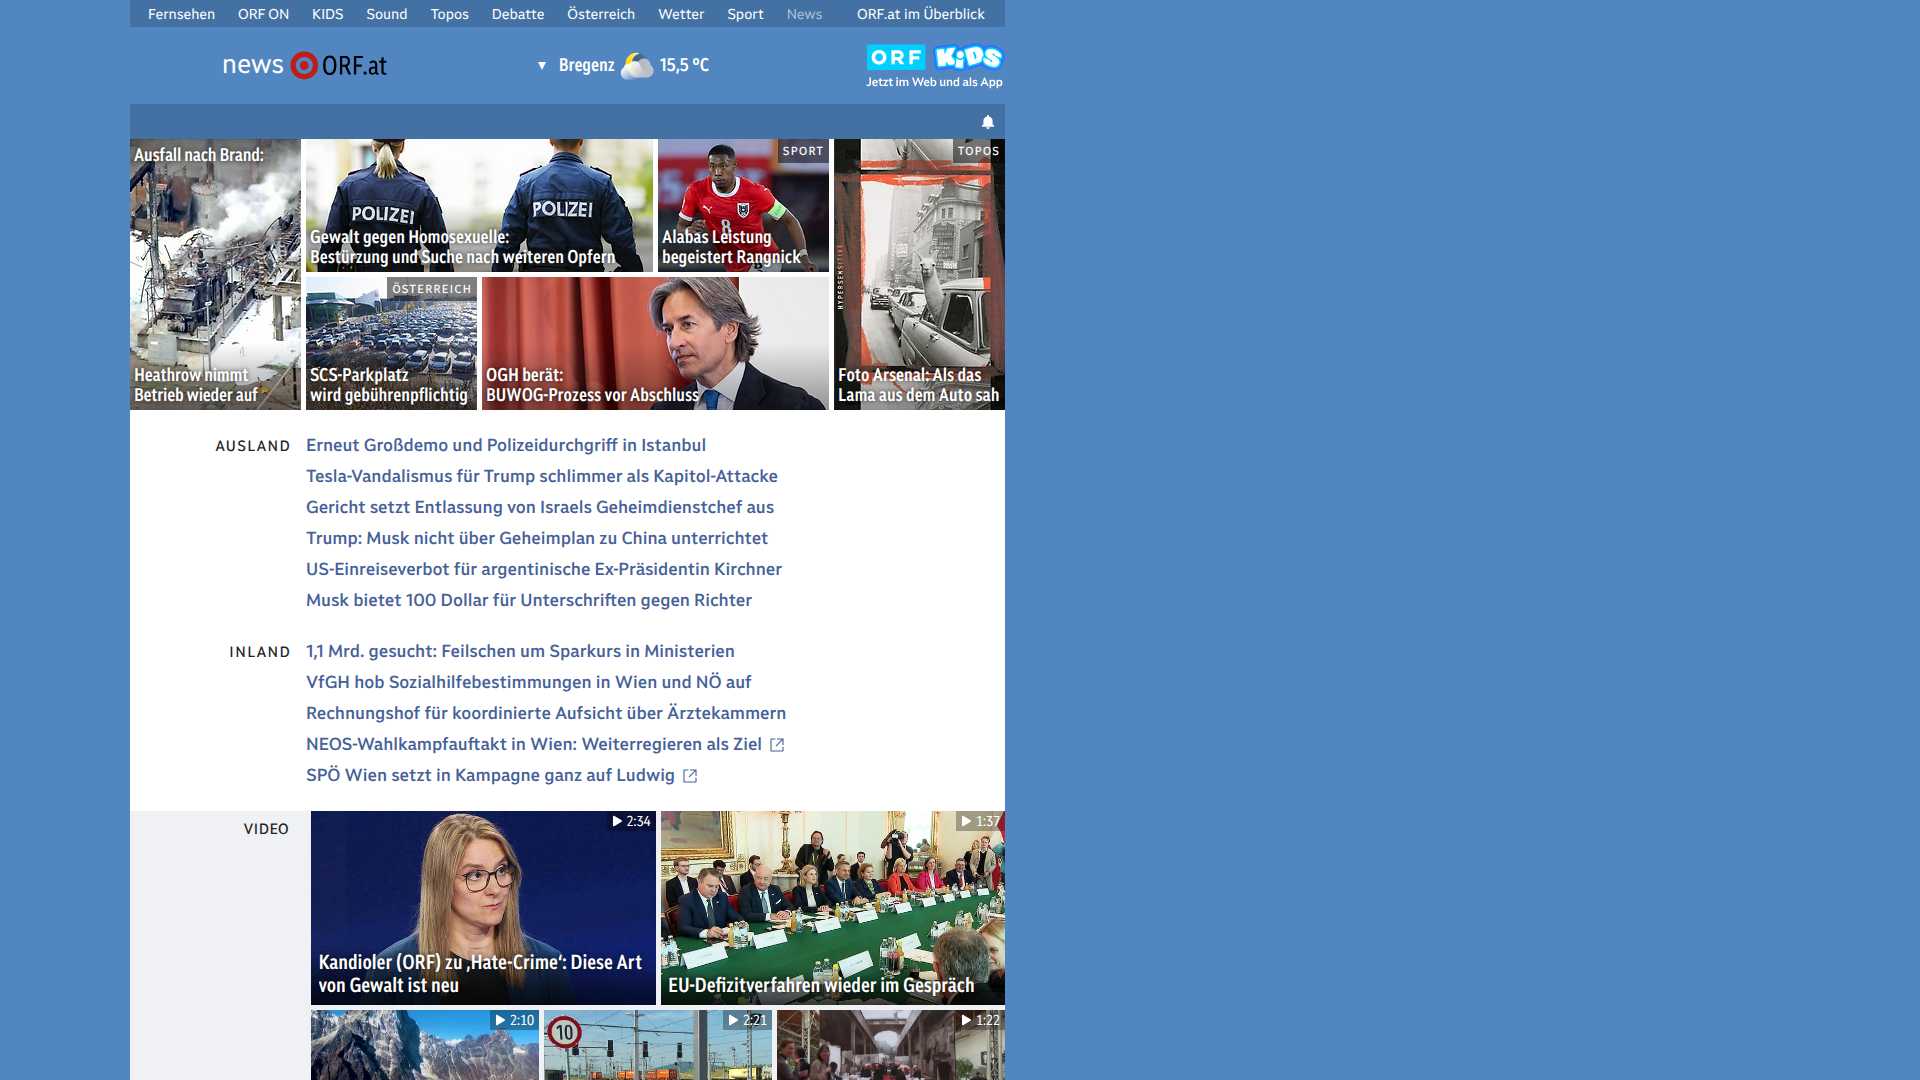 Fernsehen ORF ON KIDS Sound Topos Debatte Österreich Wetter Sport News ORF.at im Überblick
news ORF.at
▼ Bregenz 15,5 °C
ORF KiDS
Jetzt im Web und als App
Ausfall nach Brand:
Heathrow nimmt
Betrieb wieder auf
POLIZEI
POLIZEI
Gewalt gegen Homosexuelle:
Bestürzung und Suche nach weiteren Opfern
SPORT
8
Alabas Leistung
begeistert Rangnick
TOPOS
HYPERSENSITIVE
Foto Arsenal: Als das
Lama aus dem Auto sah
ÖSTERREICH
SCS-Parkplatz
wird gebührenpflichtig
OGH berät:
BUWOG-Prozess vor Abschluss
AUSLAND
Erneut Großdemo und Polizeidurchgriff in Istanbul
Tesla-Vandalismus für Trump schlimmer als Kapitol-Attacke
Gericht setzt Entlassung von Israels Geheimdienstchef aus
Trump: Musk nicht über Geheimplan zu China unterrichtet
US-Einreiseverbot für argentinische Ex-Präsidentin Kirchner
Musk bietet 100 Dollar für Unterschriften gegen Richter
INLAND
1,1 Mrd. gesucht: Feilschen um Sparkurs in Ministerien
VfGH hob Sozialhilfebestimmungen in Wien und NÖ auf
Rechnungshof für koordinierte Aufsicht über Ärztekammern
NEOS-Wahlkampfauftakt in Wien: Weiterregieren als Ziel
SPÖ Wien setzt in Kampagne ganz auf Ludwig
VIDEO
2:34
Kandioler (ORF) zu ‚Hate-Crime‘: Diese Art
von Gewalt ist neu
1:37
EU-Defizitverfahren wieder im Gespräch
2:10
10
2:21
1:22